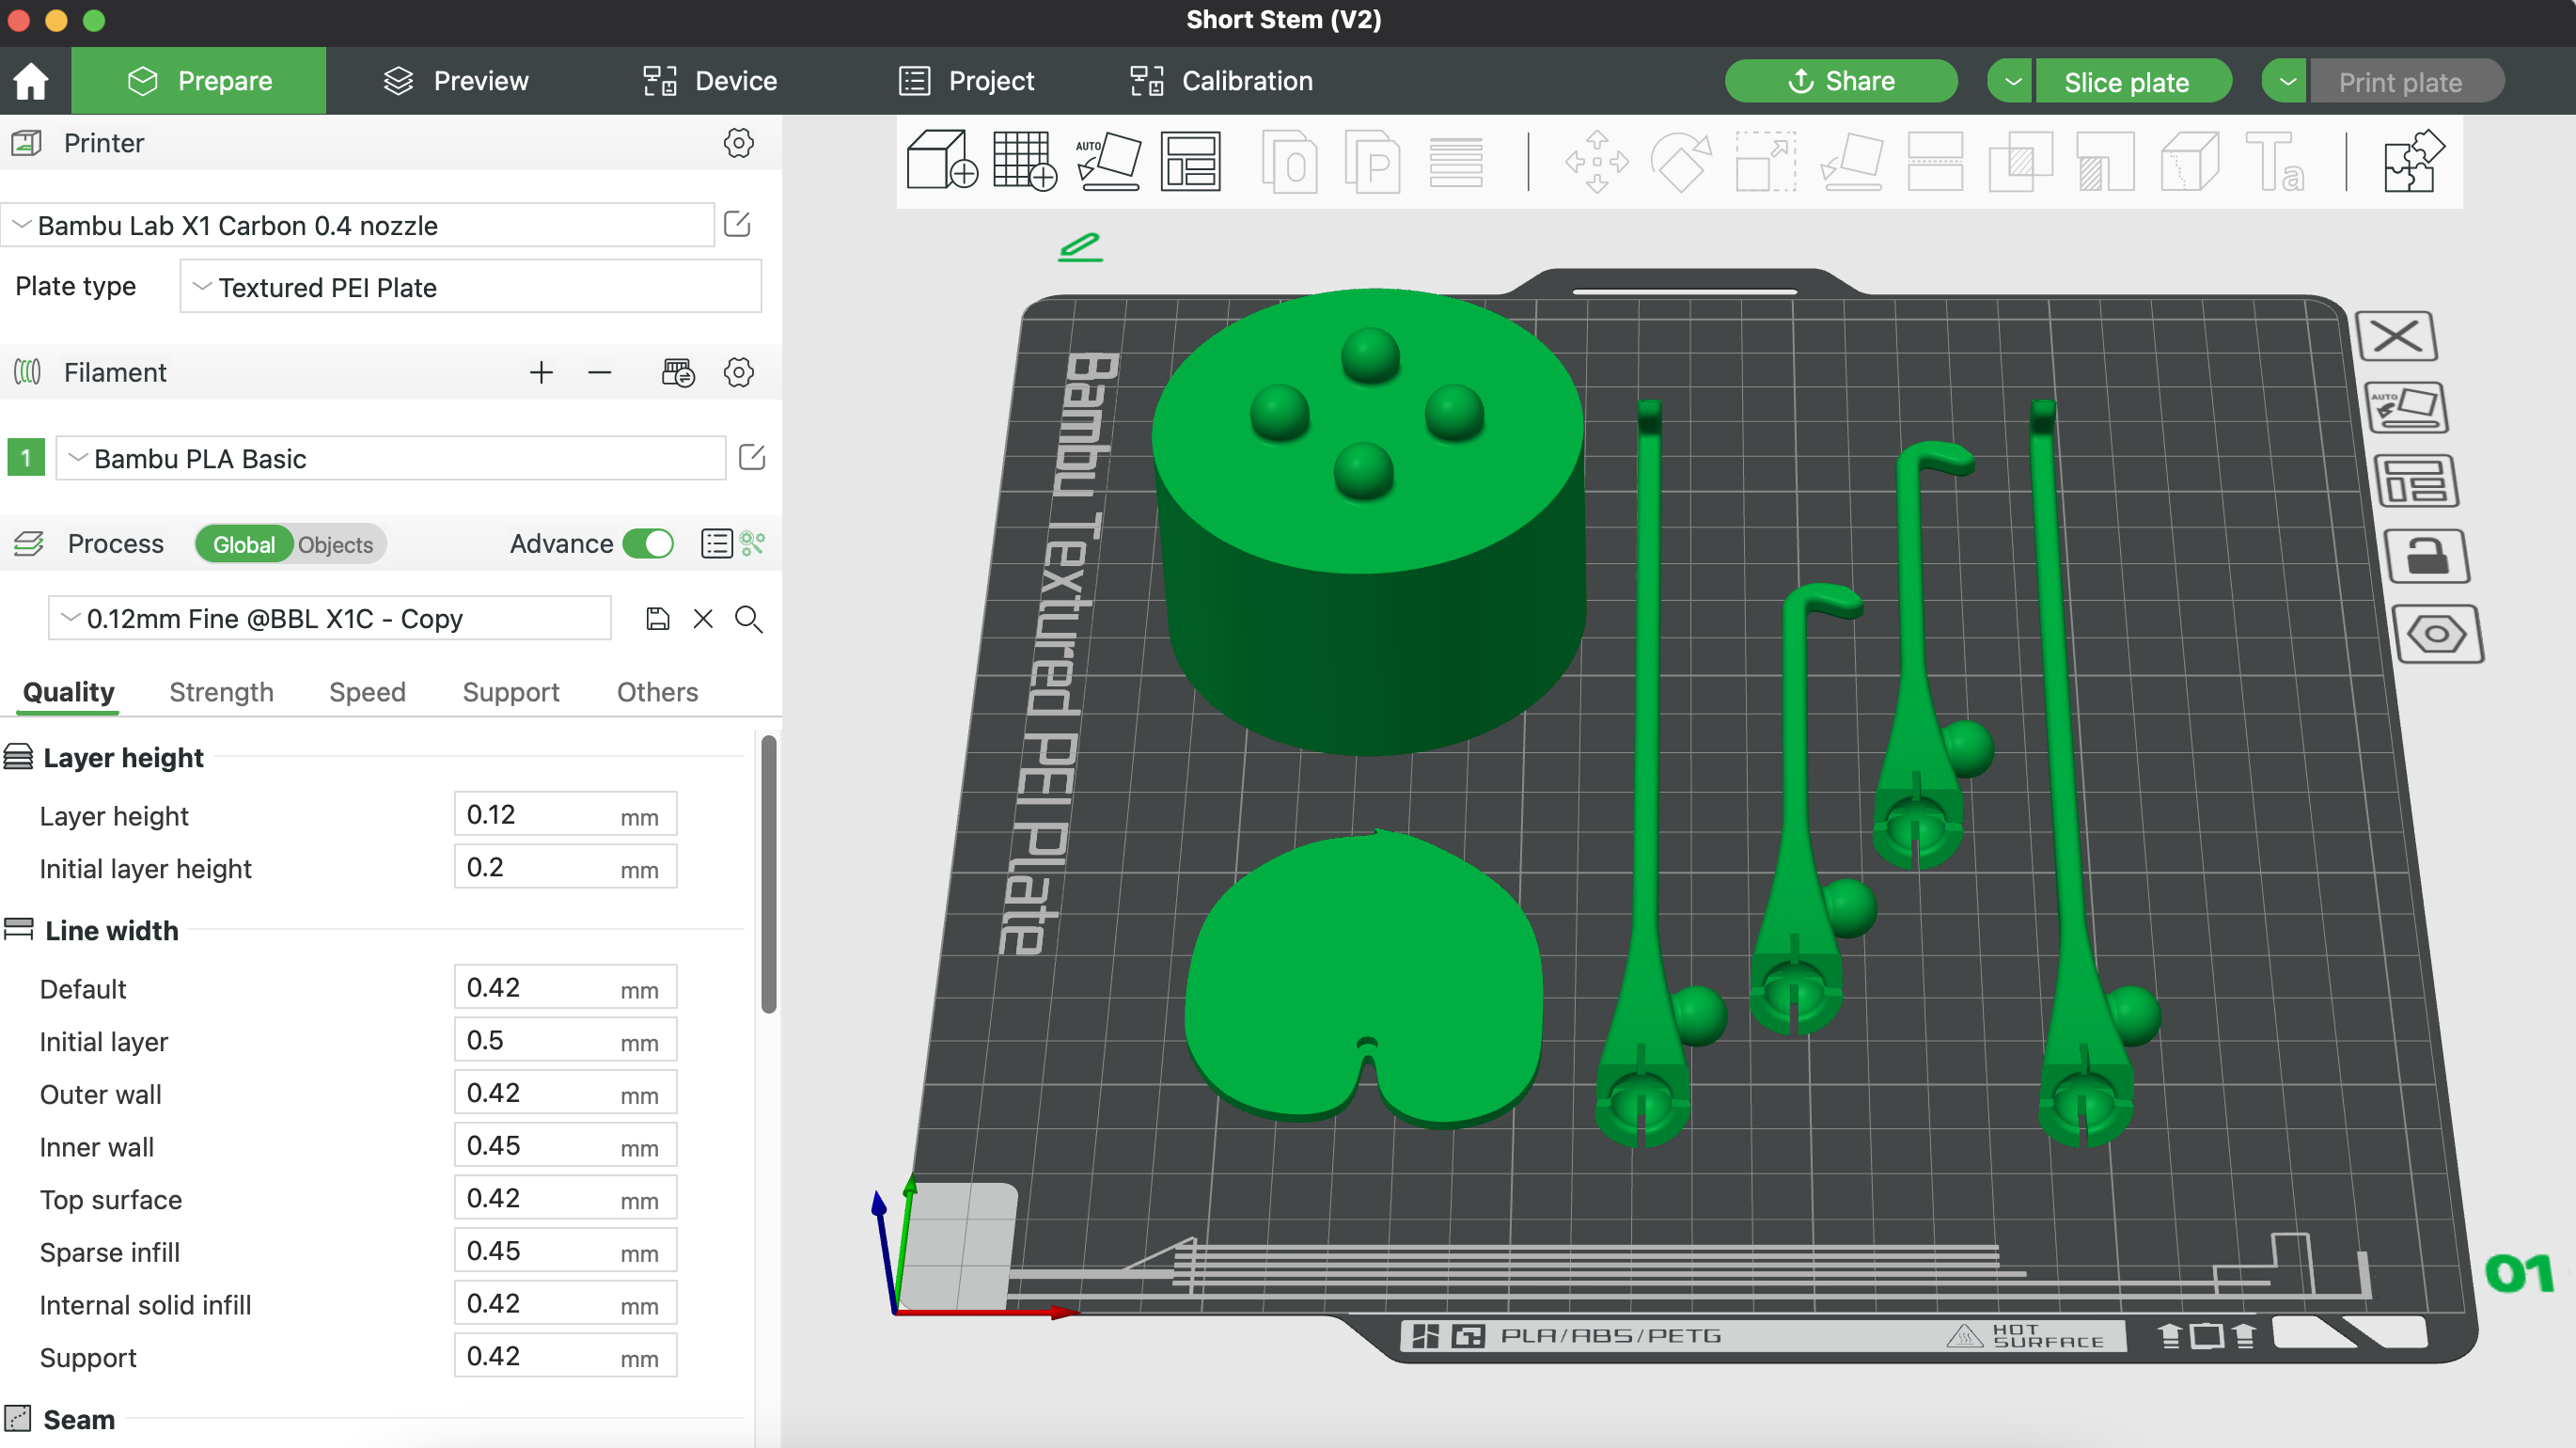 Short Stem (V2)
Prepare
Preview
Device
Project
Calibration
Share
Slice plate
Print plate
Printer
Bambu Lab X1 Carbon 0.4 nozzle
Plate type
Textured PEI Plate
Filament
1
Bambu PLA Basic
Process
Global
Objects
Advance
0.12mm Fine @BBL X1C - Copy
Quality
Strength
Speed
Support
Others
Layer height
Layer height 0.12 mm
Initial layer height 0.2 mm
Line width
Default 0.42 mm
Initial layer 0.5 mm
Outer wall 0.42 mm
Inner wall 0.45 mm
Top surface 0.42 mm
Sparse infill 0.45 mm
Internal solid infill 0.42 mm
Support 0.42 mm
Seam
AUTO
O
P
Ta
Bambu Textured PEI Plate
AUTO
01
PLA/ABS/PETG
HOT
SURFACE